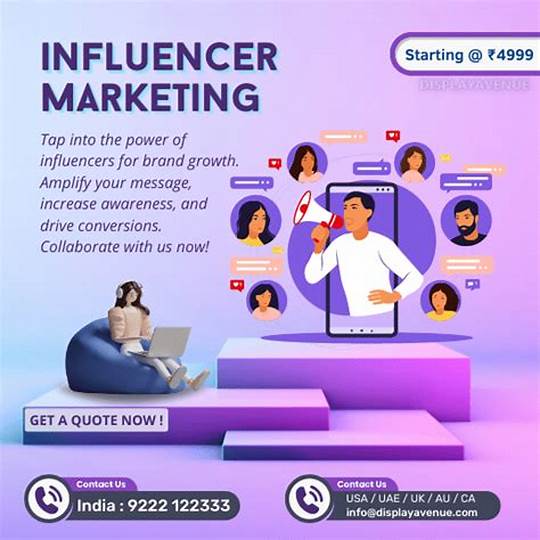 INFLUENCER
MARKETING
Starting @ ₹4999
DISPLAYAVENUE
Tap into the power of
influencers for brand growth.
Amplify your message,
increase awareness, and
drive conversions.
Collaborate with us now!
GET A QUOTE NOW !
Contact Us
India : 9222 122333
Contact Us
USA / UAE / UK / AU / CA
info@displayavenue.com